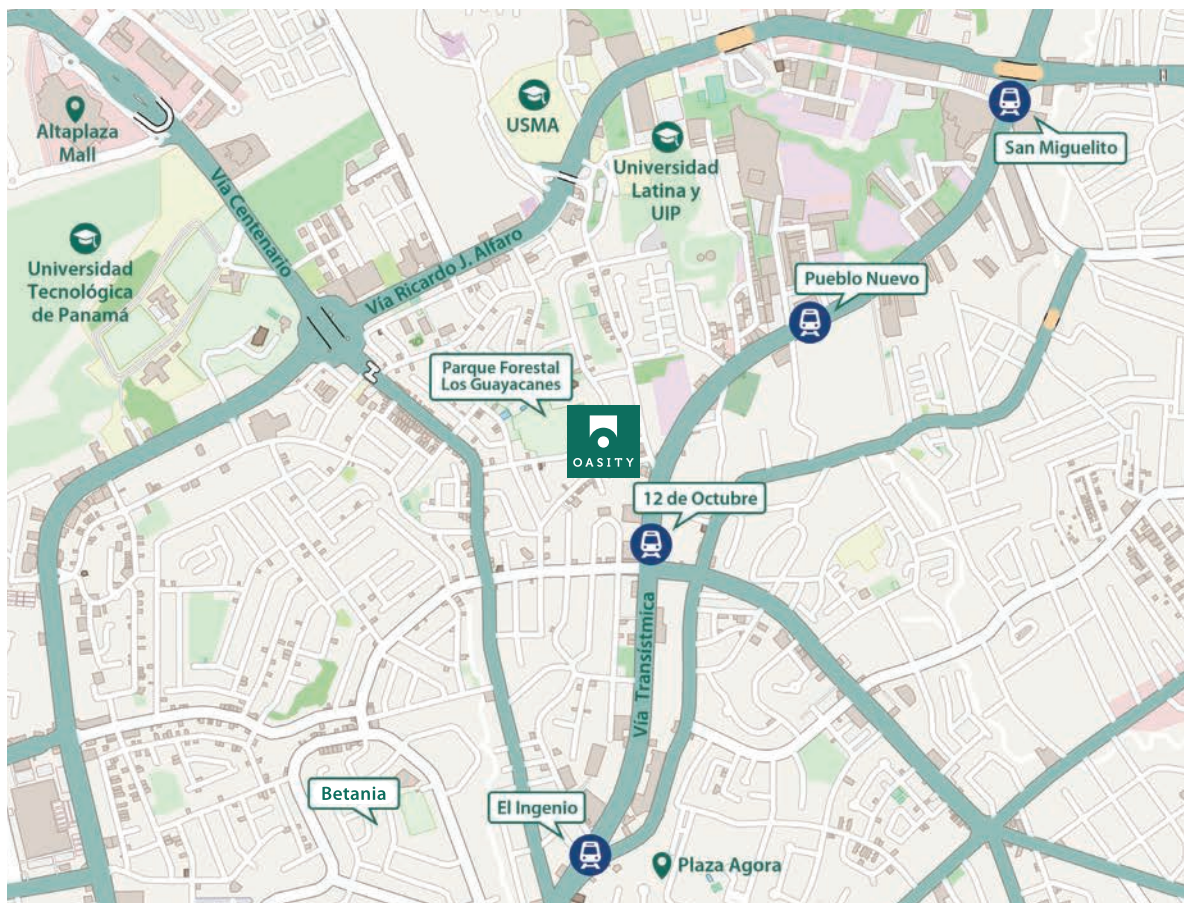 Altaplaza
Mall
USMA
San Miguelito
Universidad
Latina y
UIP
Vía Centenario
Vía Ricardo J. Alfaro
Universidad
Tecnológica
de Panamá
Pueblo Nuevo
Parque Forestal
Los Guayacanes
OASITY
12 de Octubre
Vía Transístmica
Betania
El Ingenio
Plaza Agora